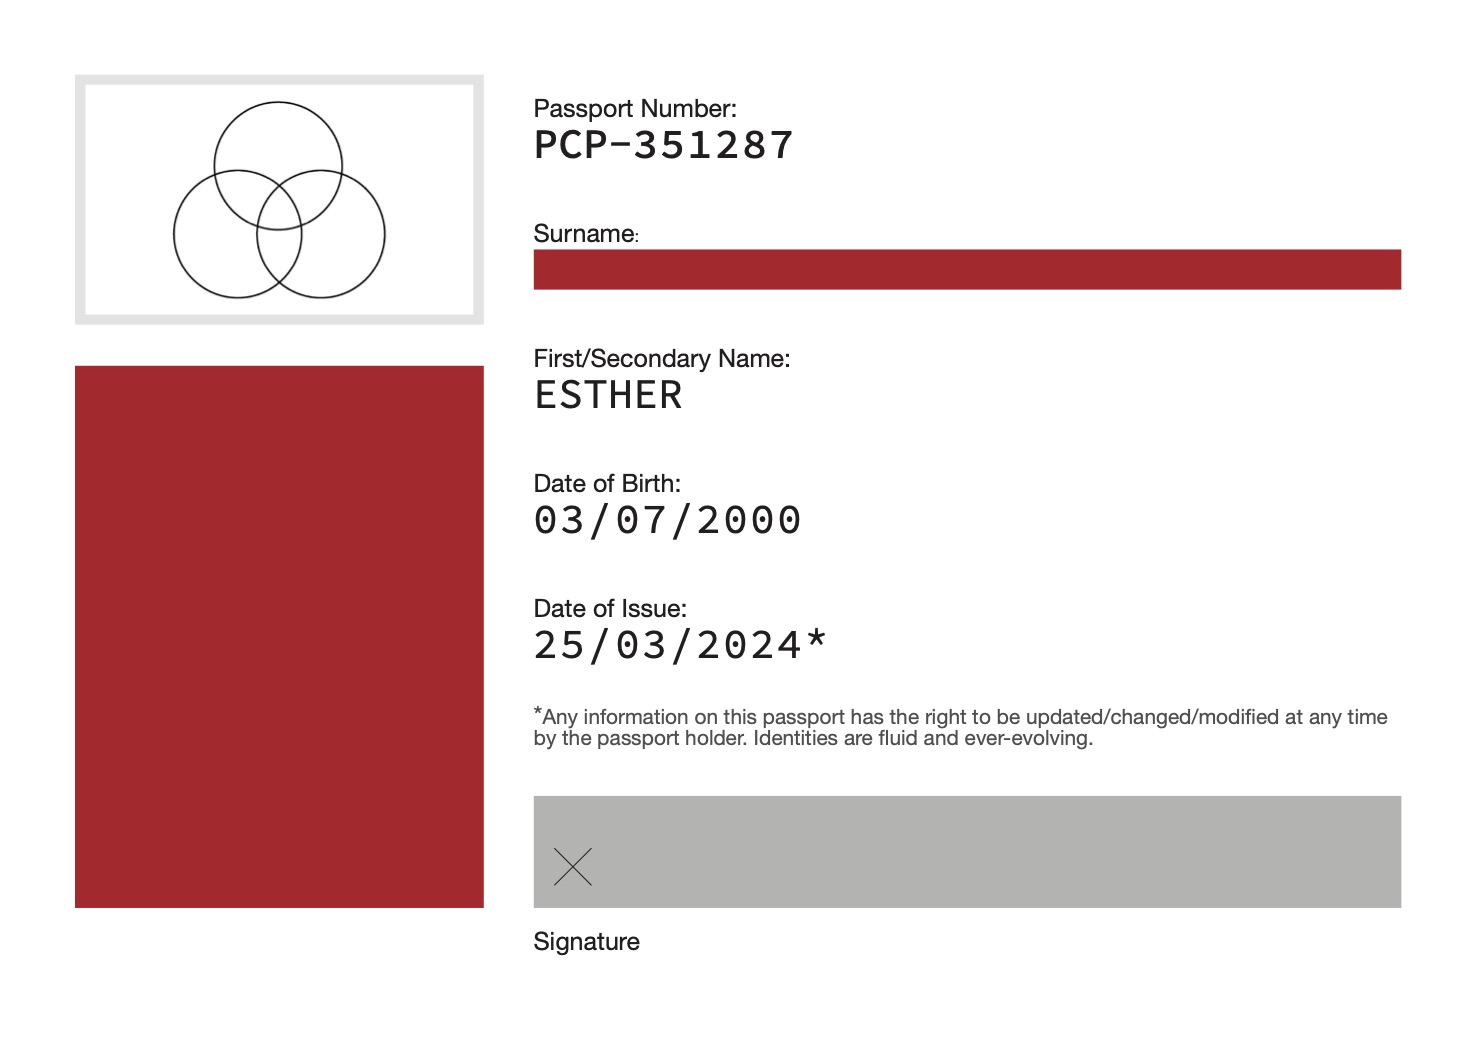 Passport Number:
PCP-351287
Surname:
First/Secondary Name:
ESTHER
Date of Birth:
03/07/2000
Date of Issue:
25/03/2024*
*Any information on this passport has the right to be updated/changed/modified at any time
by the passport holder. Identities are fluid and ever-evolving.
Signature